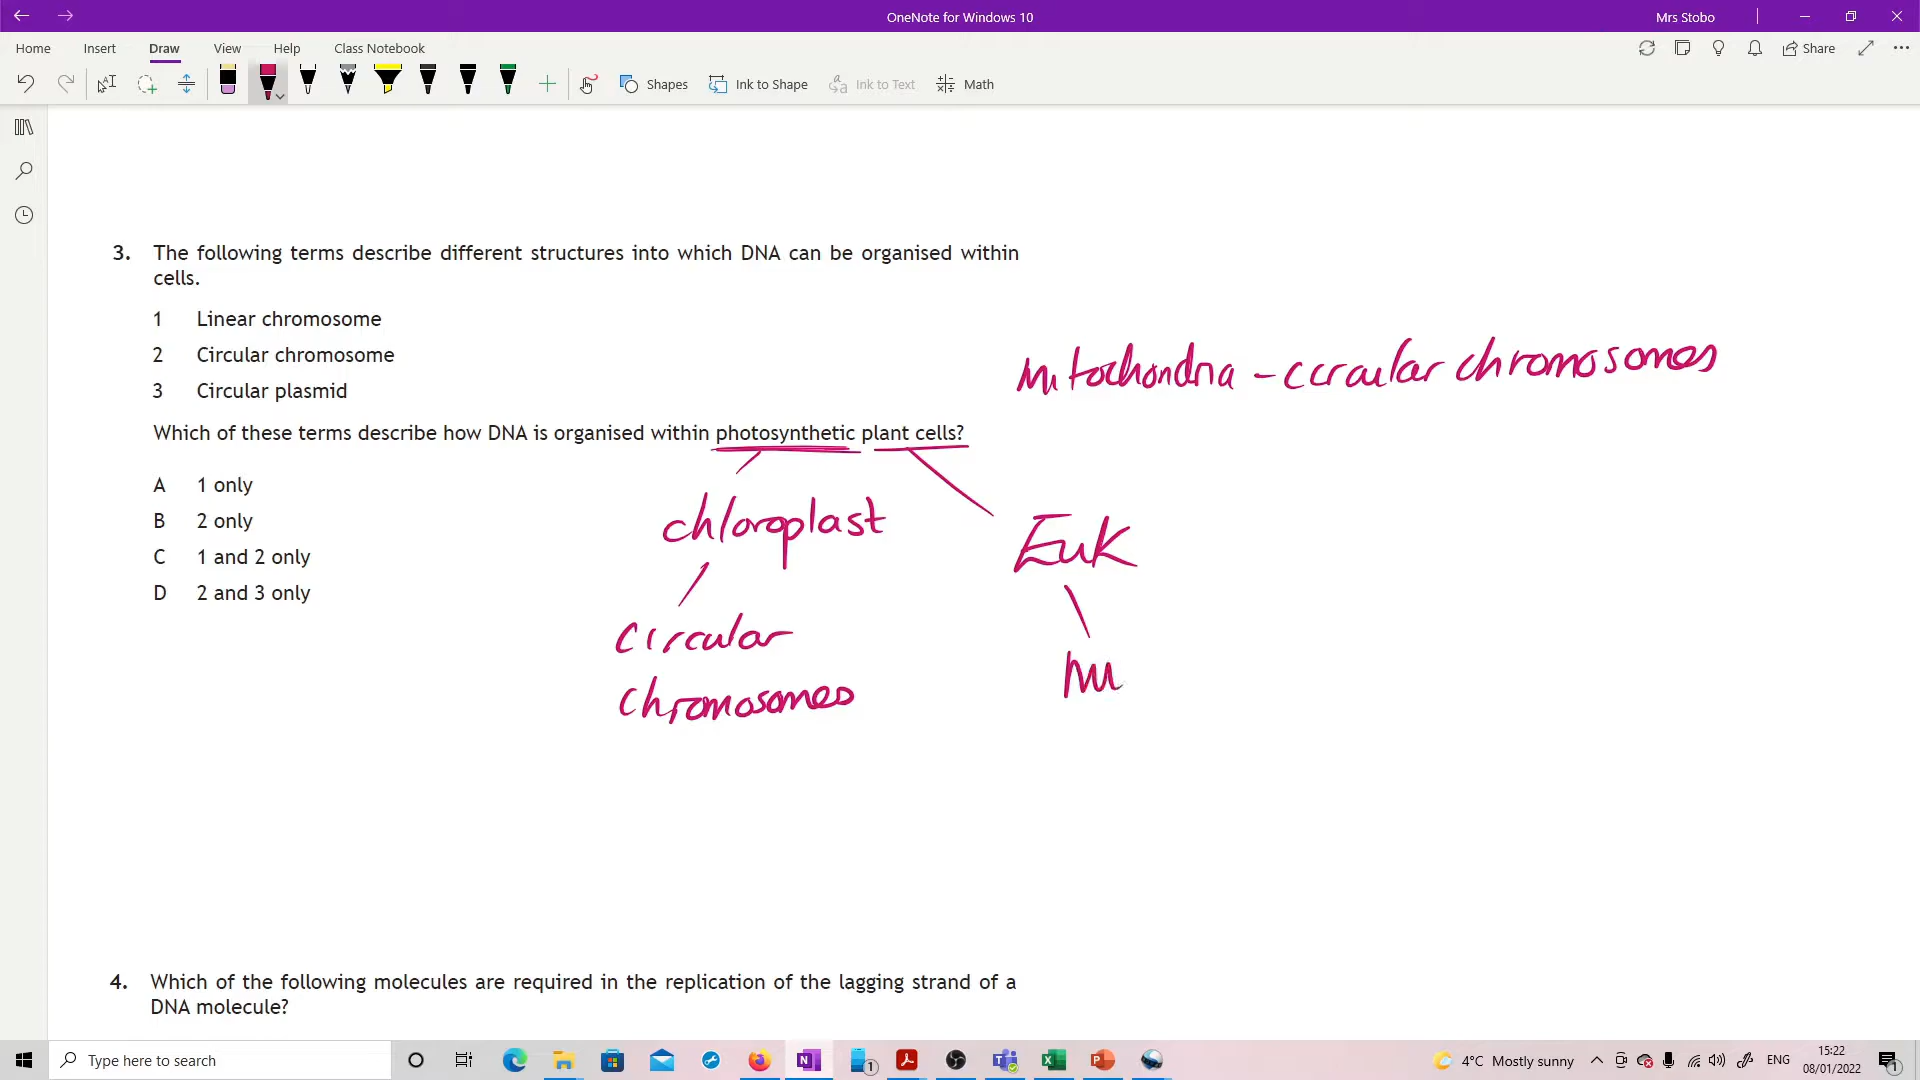 OneNote for Windows 10
Mrs Stobo
Home Insert Draw View Help Class Notebook
Share
Shapes Ink to Shape Ink to Text Math
3. The following terms describe different structures into which DNA can be organised within
cells.
1 Linear chromosome
2 Circular chromosome
3 Circular plasmid
mitochondria - circular chromosomes
Which of these terms describe how DNA is organised within photosynthetic plant cells?
A 1 only
B 2 only
C 1 and 2 only
D 2 and 3 only
chloroplast
Euk
circular
chromosomes
nu
4. Which of the following molecules are required in the replication of the lagging strand of a
DNA molecule?
Type here to search
1
4°C Mostly sunny
ENG
15:22
08/01/2022
1